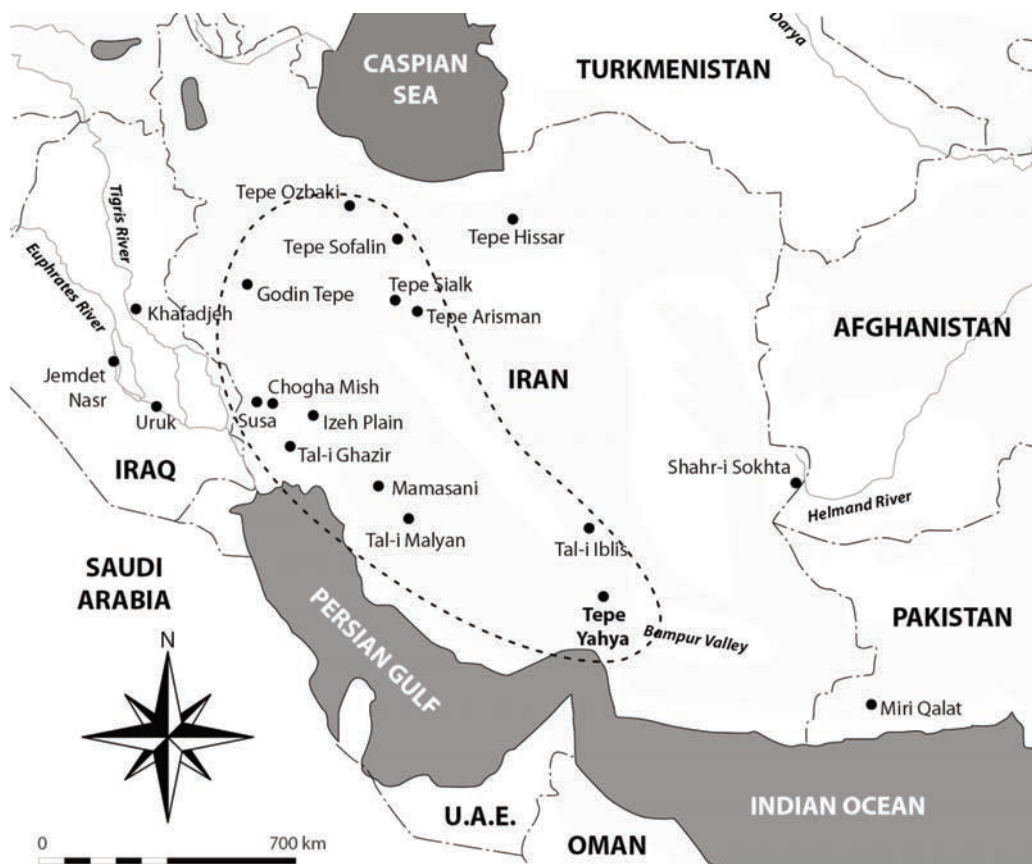 CASPIAN
SEA
TURKMENISTAN
Darya
Tepe Ozbaki
Tigris River
Tepe Hissar
Tepe Sofalin
Euphrates River
Tepe Sialk
Godin Tepe
Khafadjeh
Tepe Arisman
AFGHANISTAN
Jemdet
Nasr
IRAN
Chogha Mish
Uruk
Susa
Izeh Plain
Tal-i Ghazir
IRAQ
Shahr-i Sokhta
Mamasani
Helmand River
Tal-i Malyan
Tal-i Iblis
SAUDI
ARABIA
PERSIAN GULF
Tepe
Yahya
Bampur Valley
PAKISTAN
N
Miri Qalat
U.A.E.
INDIAN OCEAN
0
700 km
OMAN